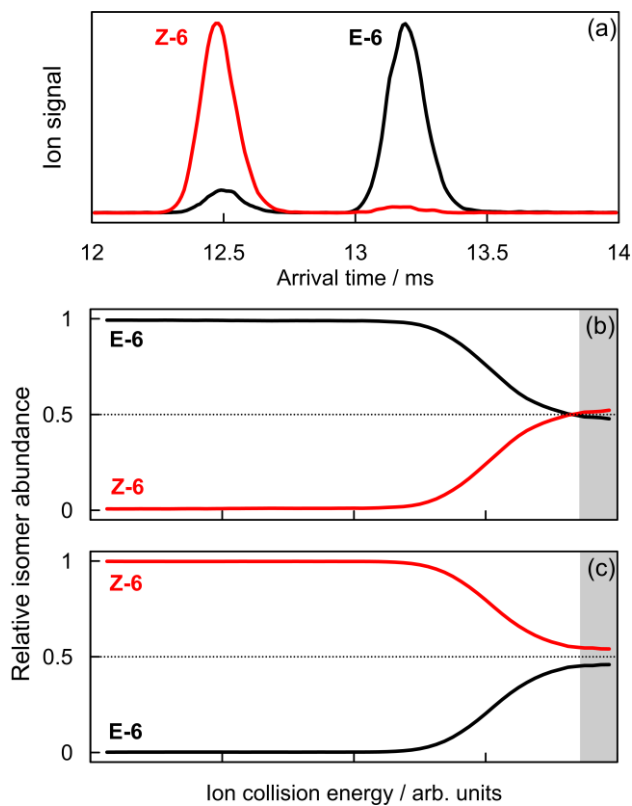 (a)
Z-6 E-6
Ion signal
12 12.5 13 13.5 14
Arrival time / ms
(b)
1
E-6
0.5
Z-6
0
Relative isomer abundance
(c)
1
Z-6
0.5
E-6
0
Ion collision energy / arb. units